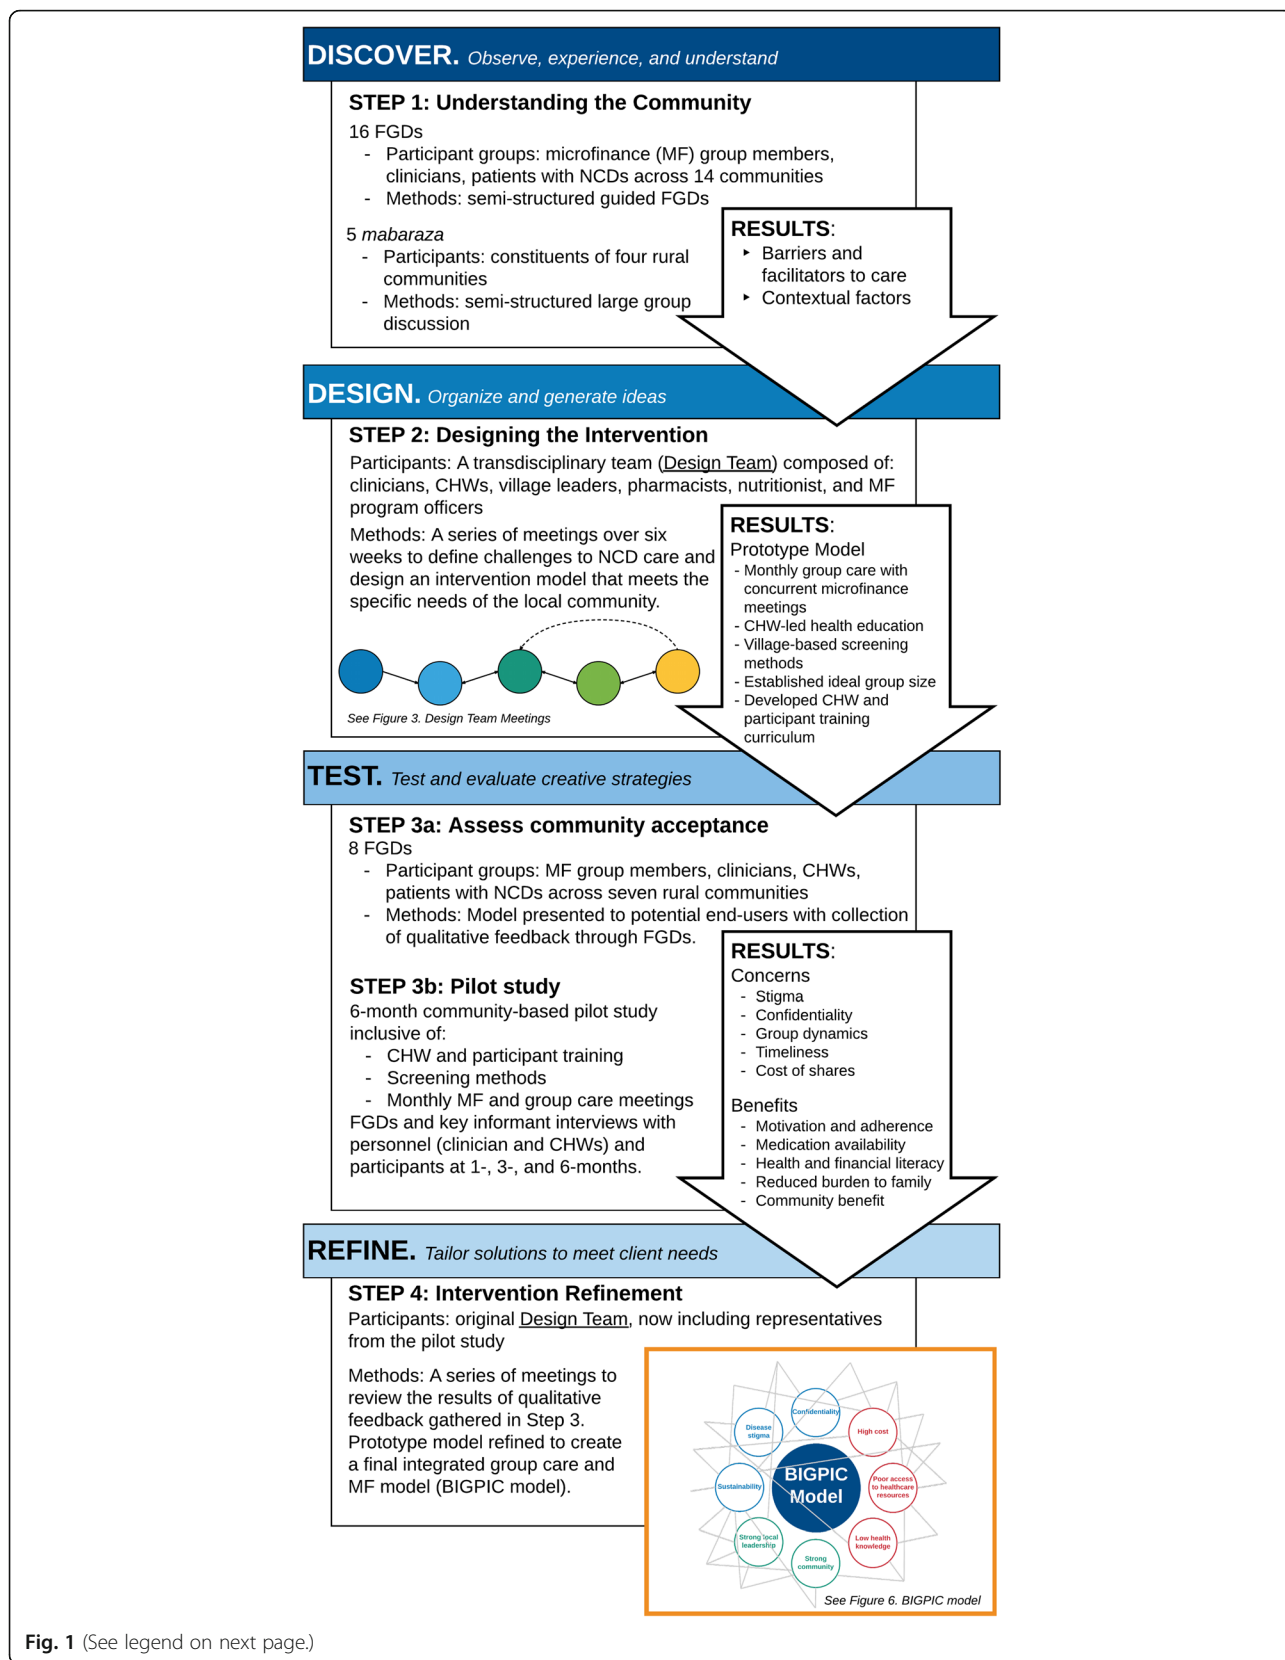 DISCOVER. Observe, experience, and understand
STEP 1: Understanding the Community
16 FGDs
- Participant groups: microfinance (MF) group members,
clinicians, patients with NCDs across 14 communities
- Methods: semi-structured guided FGDs
5 mabaraza
- Participants: constituents of four rural
communities
- Methods: semi-structured large group
discussion
RESULTS:
‣ Barriers and
facilitators to care
‣ Contextual factors
DESIGN. Organize and generate ideas
STEP 2: Designing the Intervention
Participants: A transdisciplinary team (Design Team) composed of:
clinicians, CHWs, village leaders, pharmacists, nutritionist, and MF
program officers
Methods: A series of meetings over six
weeks to define challenges to NCD care and
design an intervention model that meets the
specific needs of the local community.
See Figure 3. Design Team Meetings
RESULTS:
Prototype Model
- Monthly group care with
concurrent microfinance
meetings
- CHW-led health education
- Village-based screening
methods
- Established ideal group size
- Developed CHW and
participant training
curriculum
TEST. Test and evaluate creative strategies
STEP 3a: Assess community acceptance
8 FGDs
- Participant groups: MF group members, clinicians, CHWs,
patients with NCDs across seven rural communities
- Methods: Model presented to potential end-users with collection
of qualitative feedback through FGDs.
STEP 3b: Pilot study
6-month community-based pilot study
inclusive of:
- CHW and participant training
- Screening methods
- Monthly MF and group care meetings
FGDs and key informant interviews with
personnel (clinician and CHWs) and
participants at 1-, 3-, and 6-months.
RESULTS:
Concerns
- Stigma
- Confidentiality
- Group dynamics
- Timeliness
- Cost of shares
Benefits
- Motivation and adherence
- Medication availability
- Health and financial literacy
- Reduced burden to family
- Community benefit
REFINE. Tailor solutions to meet client needs
STEP 4: Intervention Refinement
Participants: original Design Team, now including representatives
from the pilot study
Methods: A series of meetings to
review the results of qualitative
feedback gathered in Step 3.
Prototype model refined to create
a final integrated group care and
MF model (BIGPIC model).
Confidentiality
Disease
stigma
High cost
BIGPIC
Model
Sustainability
Poor access
to healthcare
resources
Strong local
leadership
Low health
knowledge
Strong
community
See Figure 6. BIGPIC model
Fig. 1 (See legend on next page.)